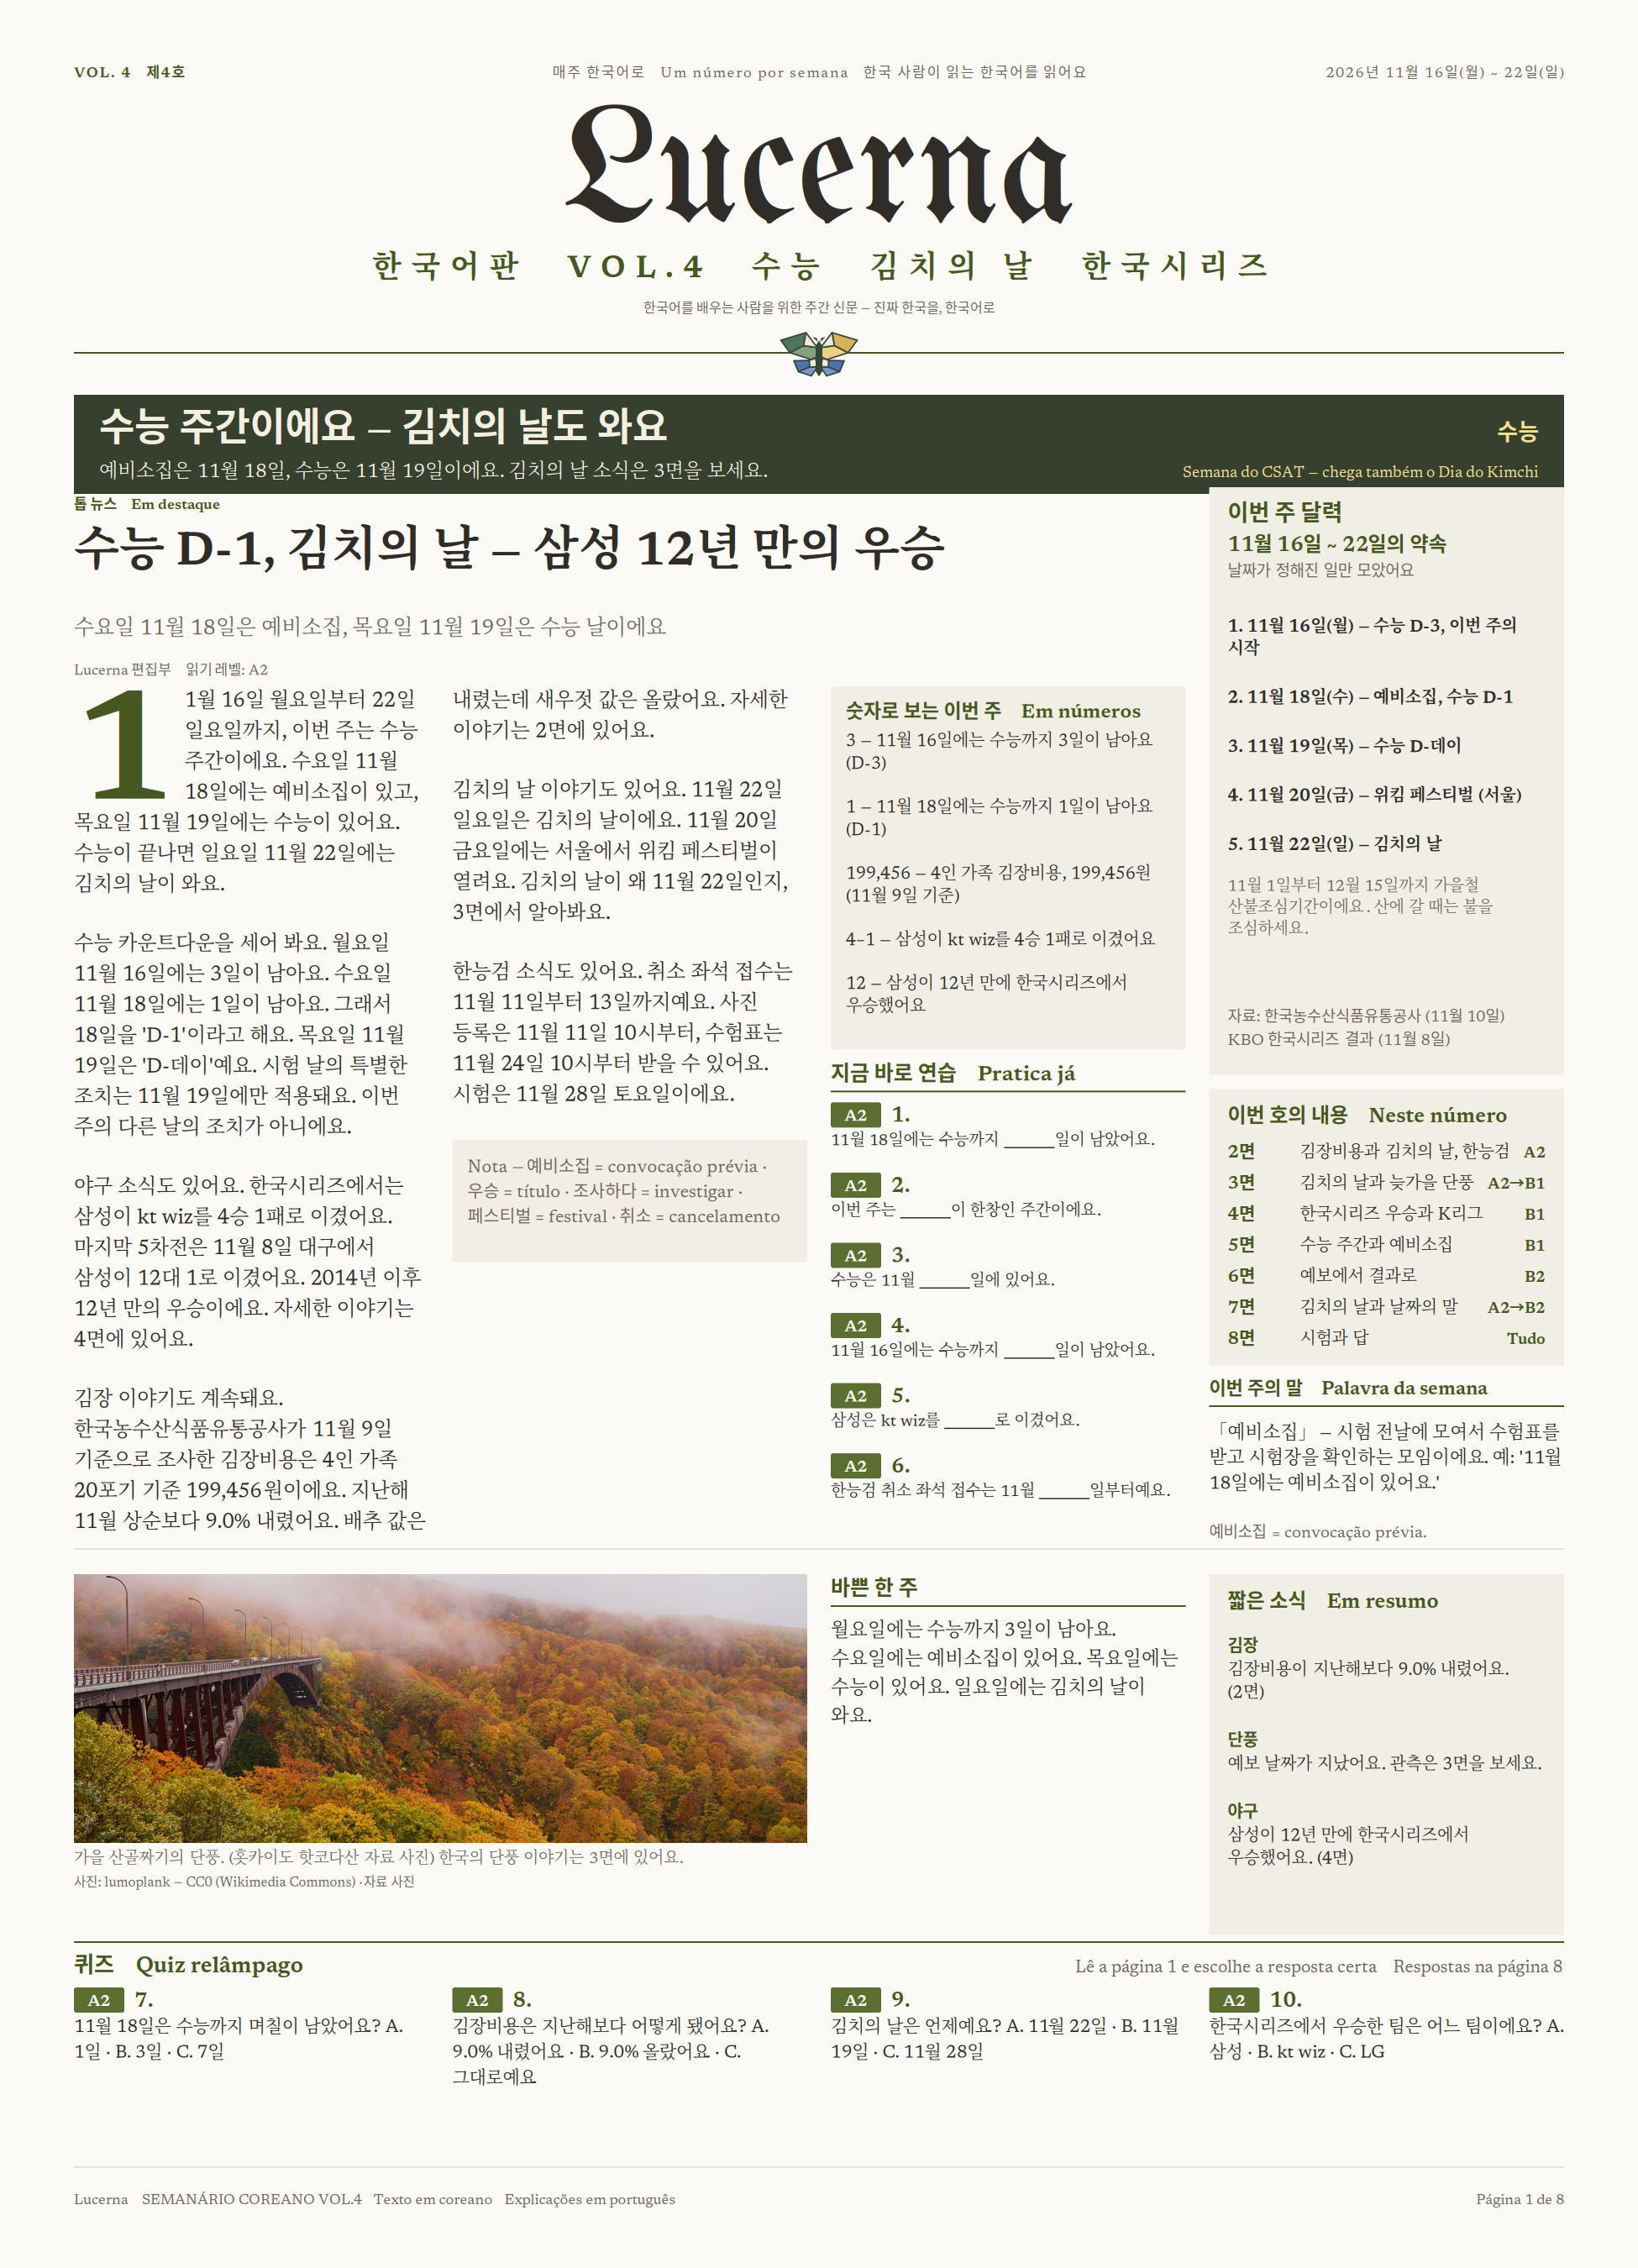 VOL. 4 제4호
매주 한국어로 Um número por semana 한국 사람이 읽는 한국어를 읽어요
2026년 11월 16일(월) ~ 22일(일)
Lucerna
한국어판 VOL.4 수능 김치의 날 한국시리즈
한국어를 배우는 사람을 위한 주간 신문 – 진짜 한국을, 한국어로
수능 주간이에요 – 김치의 날도 와요
예비소집은 11월 18일, 수능은 11월 19일이에요. 김치의 날 소식은 3면을 보세요.
수능
Semana do CSAT – chega também o Dia do Kimchi
톱 뉴스 Em destaque
수능 D-1, 김치의 날 – 삼성 12년 만의 우승
수요일 11월 18일은 예비소집, 목요일 11월 19일은 수능 날이에요
Lucerna 편집부 읽기 레벨: A2
11월 16일 월요일부터 22일
일요일까지, 이번 주는 수능
주간이에요. 수요일 11월
18일에는 예비소집이 있고,
목요일 11월 19일에는 수능이 있어요.
수능이 끝나면 일요일 11월 22일에는
김치의 날이 와요.
수능 카운트다운을 세어 봐요. 월요일
11월 16일에는 3일이 남아요. 수요일
11월 18일에는 1일이 남아요. 그래서
18일을 'D-1'이라고 해요. 목요일 11월
19일은 'D-데이'예요. 시험 날의 특별한
조치는 11월 19일에만 적용돼요. 이번
주의 다른 날의 조치가 아니에요.
야구 소식도 있어요. 한국시리즈에서는
삼성이 kt wiz를 4승 1패로 이겼어요.
마지막 5차전은 11월 8일 대구에서
삼성이 12대 1로 이겼어요. 2014년 이후
12년 만의 우승이에요. 자세한 이야기는
4면에 있어요.
김장 이야기도 계속돼요.
한국농수산식품유통공사가 11월 9일
기준으로 조사한 김장비용은 4인 가족
20포기 기준 199,456원이에요. 지난해
11월 상순보다 9.0% 내렸어요. 배추 값은
내렸는데 새우젓 값은 올랐어요. 자세한
이야기는 2면에 있어요.
김치의 날 이야기도 있어요. 11월 22일
일요일은 김치의 날이에요. 11월 20일
금요일에는 서울에서 위킴 페스티벌이
열려요. 김치의 날이 왜 11월 22일인지,
3면에서 알아봐요.
한능검 소식도 있어요. 취소 좌석 접수는
11월 11일부터 13일까지예요. 사진
등록은 11월 11일 10시부터, 수험표는
11월 24일 10시부터 받을 수 있어요.
시험은 11월 28일 토요일이에요.
Nota – 예비소집 = convocação prévia ·
우승 = título · 조사하다 = investigar ·
페스티벌 = festival · 취소 = cancelamento
숫자로 보는 이번 주 Em números
3 – 11월 16일에는 수능까지 3일이 남아요
(D-3)
1 – 11월 18일에는 수능까지 1일이 남아요
(D-1)
199,456 – 4인 가족 김장비용, 199,456원
(11월 9일 기준)
4–1 – 삼성이 kt wiz를 4승 1패로 이겼어요
12 – 삼성이 12년 만에 한국시리즈에서
우승했어요
지금 바로 연습 Pratica já
A2 1.
11월 18일에는 수능까지 ______일이 남았어요.
A2 2.
이번 주는 ______이 한창인 주간이에요.
A2 3.
수능은 11월 ______일에 있어요.
A2 4.
11월 16일에는 수능까지 ______일이 남았어요.
A2 5.
삼성은 kt wiz를 ______로 이겼어요.
A2 6.
한능검 취소 좌석 접수는 11월 ______일부터예요.
이번 주 달력
11월 16일 ~ 22일의 약속
날짜가 정해진 일만 모았어요
1. 11월 16일(월) – 수능 D-3, 이번 주의
시작
2. 11월 18일(수) – 예비소집, 수능 D-1
3. 11월 19일(목) – 수능 D-데이
4. 11월 20일(금) – 위킴 페스티벌 (서울)
5. 11월 22일(일) – 김치의 날
11월 1일부터 12월 15일까지 가을철
산불조심기간이에요. 산에 갈 때는 불을
조심하세요.
자료: 한국농수산식품유통공사 (11월 10일)
KBO 한국시리즈 결과 (11월 8일)
이번 호의 내용 Neste número
2면 김장비용과 김치의 날, 한능검 A2
3면 김치의 날과 늦가을 단풍 A2→B1
4면 한국시리즈 우승과 K리그 B1
5면 수능 주간과 예비소집 B1
6면 예보에서 결과로 B2
7면 김치의 날과 날짜의 말 A2→B2
8면 시험과 답 Tudo
이번 주의 말 Palavra da semana
「예비소집」 – 시험 전날에 모여서 수험표를
받고 시험장을 확인하는 모임이에요. 예: '11월
18일에는 예비소집이 있어요.'
예비소집 = convocação prévia.
가을 산골짜기의 단풍. (홋카이도 핫코다산 자료 사진) 한국의 단풍 이야기는 3면에 있어요.
사진: lumoplank – CC0 (Wikimedia Commons) · 자료 사진
바쁜 한 주
월요일에는 수능까지 3일이 남아요.
수요일에는 예비소집이 있어요. 목요일에는
수능이 있어요. 일요일에는 김치의 날이
와요.
짧은 소식 Em resumo
김장
김장비용이 지난해보다 9.0% 내렸어요.
(2면)
단풍
예보 날짜가 지났어요. 관측은 3면을 보세요.
야구
삼성이 12년 만에 한국시리즈에서
우승했어요. (4면)
퀴즈 Quiz relâmpago
Lê a página 1 e escolhe a resposta certa Respostas na página 8
A2 7.
11월 18일은 수능까지 며칠이 남았어요? A.
1일 · B. 3일 · C. 7일
A2 8.
김장비용은 지난해보다 어떻게 됐어요? A.
9.0% 내렸어요 · B. 9.0% 올랐어요 · C.
그대로예요
A2 9.
김치의 날은 언제예요? A. 11월 22일 · B. 11월
19일 · C. 11월 28일
A2 10.
한국시리즈에서 우승한 팀은 어느 팀이에요? A.
삼성 · B. kt wiz · C. LG
Lucerna SEMANÁRIO COREANO VOL.4 Texto em coreano Explicações em português
Página 1 de 8